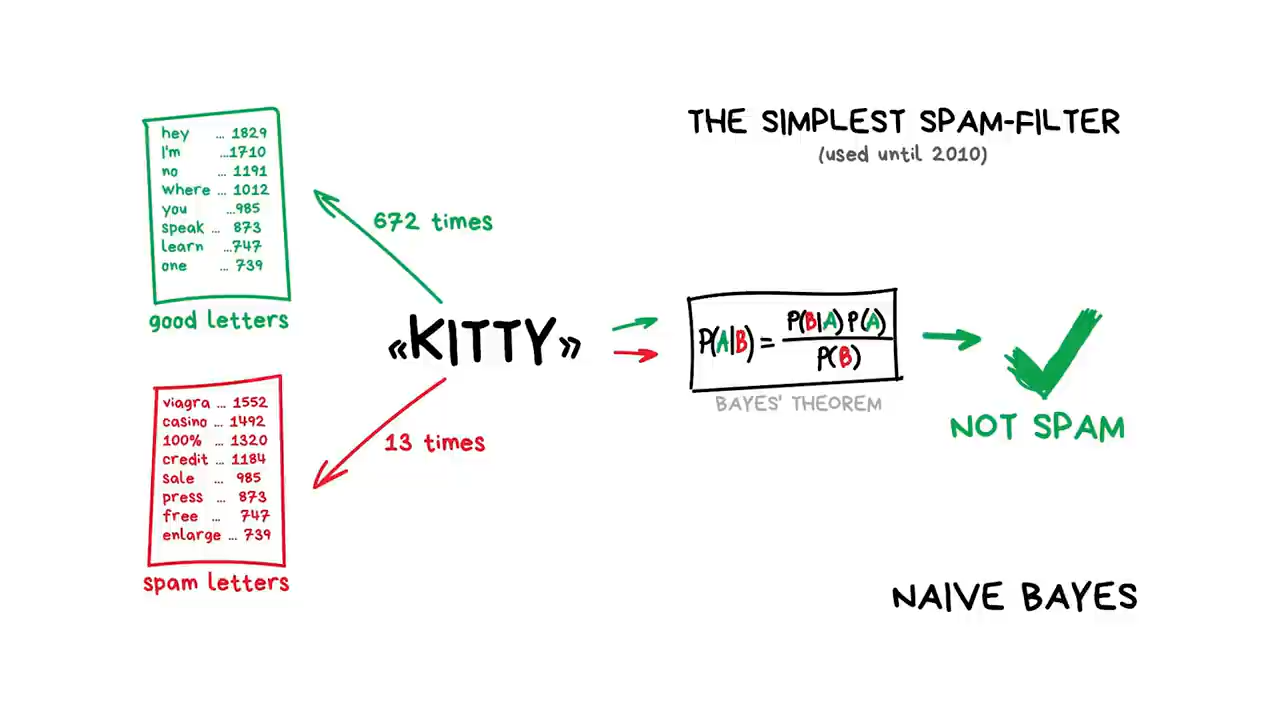 THE SIMPLEST SPAM-FILTER
(used until 2010)
hey ... 1829
I'm ...1710
no ... 1191
where ... 1012
you ...985
speak ... 873
learn ...747
one ... 739
good letters
672 times
«KITTY»
13 times
viagra ... 1552
casino ... 1492
100% ... 1320
credit ... 1184
sale ... 985
press ... 873
free ... 747
enlarge ... 739
spam letters
P(A|B) = P(B|A) P(A)
P(B)
BAYES' THEOREM
NOT SPAM
NAIVE BAYES